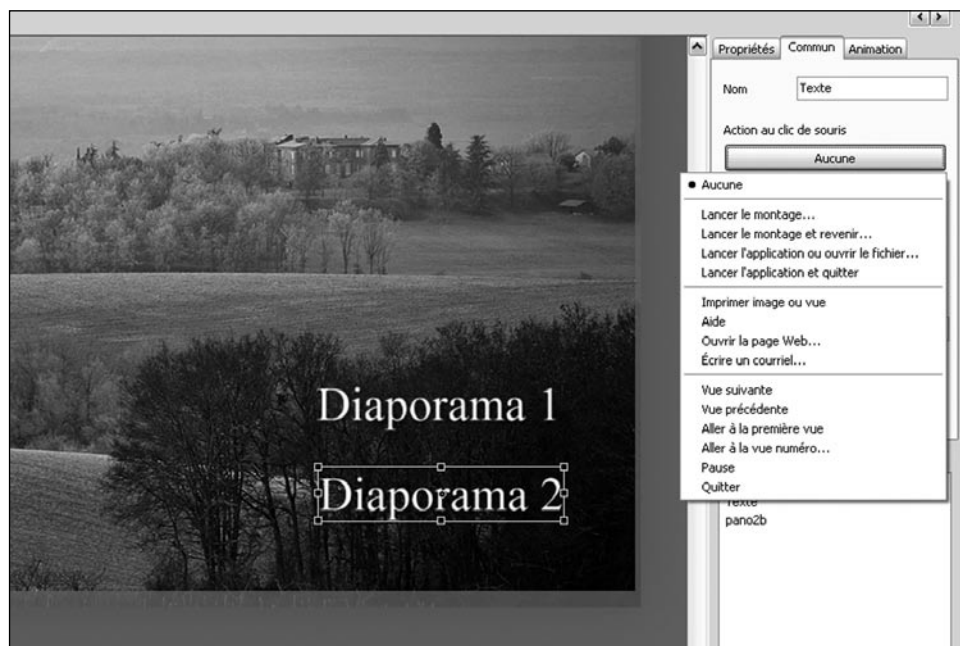 Propriétés Commun Animation
Nom Texte
Action au clic de souris
Aucune
Aucune
Lancer le montage...
Lancer le montage et revenir...
Lancer l'application ou ouvrir le fichier...
Lancer l'application et quitter
Imprimer image ou vue
Aide
Ouvrir la page Web...
Écrire un courriel...
Vue suivante
Vue précédente
Aller à la première vue
Aller à la vue numéro...
Pause
Quitter
Texte
pano2b
Diaporama 1
Diaporama 2